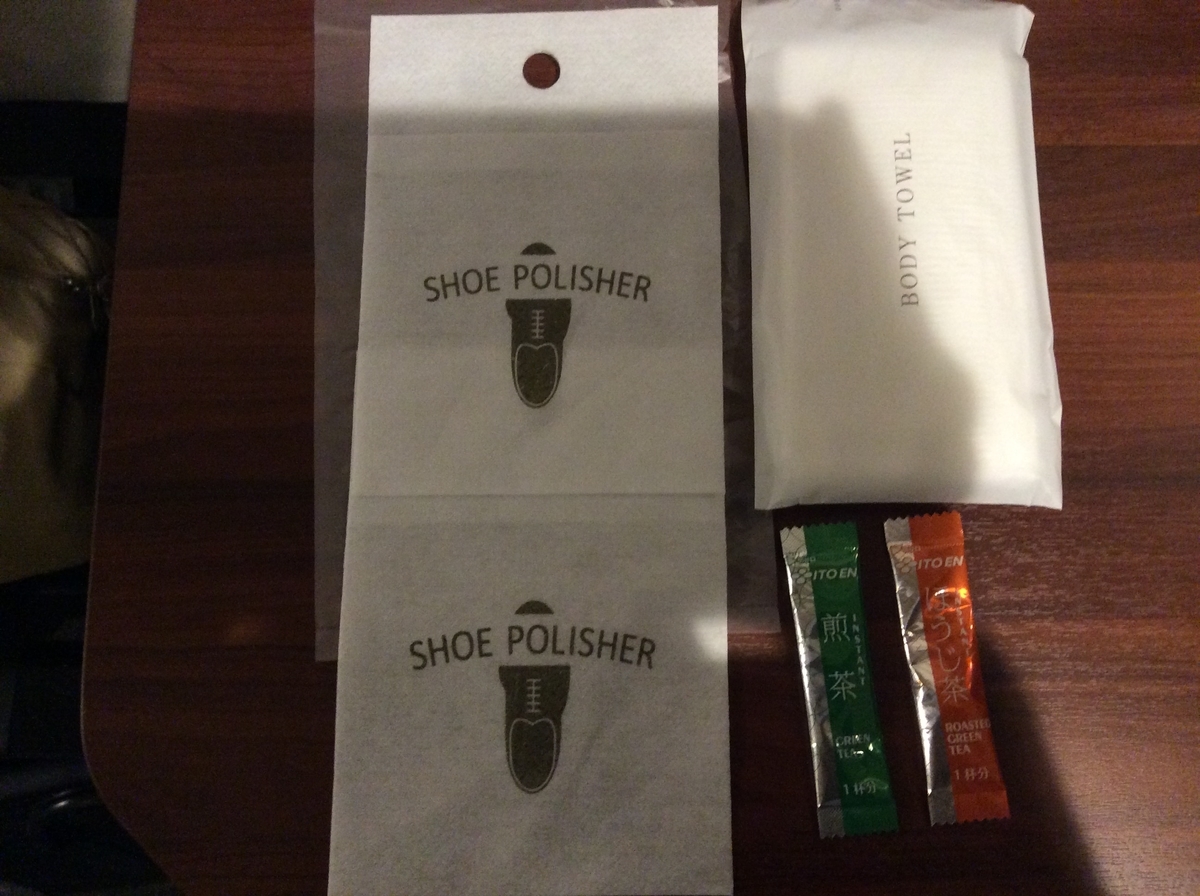 SHOE POLISHER
SHOE POLISHER
BODY TOWEL
ITO EN
煎茶
INSTANT
GREEN
TEA
1杯分
ITO EN
ほうじ茶
INSTANT
ROASTED
GREEN
TEA
1杯分